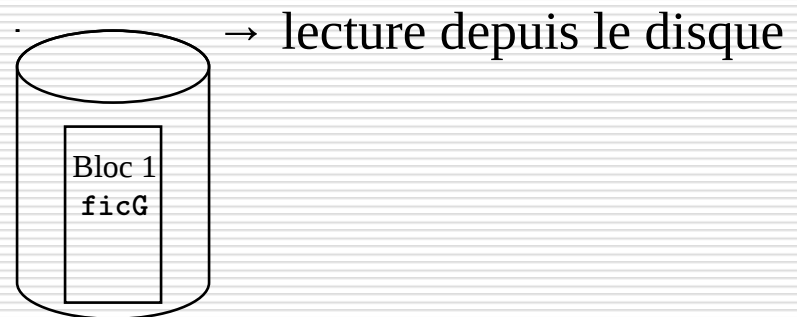 → lecture depuis le disque
Bloc 1
ficG